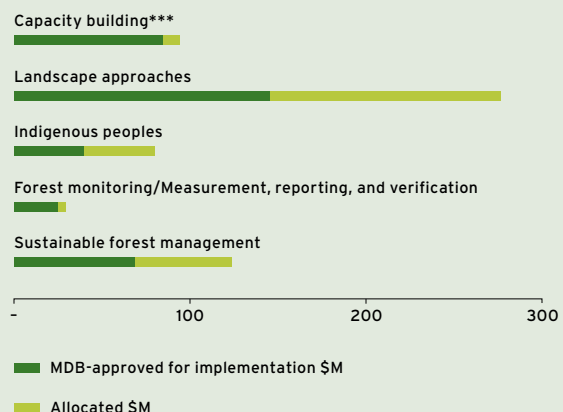 Capacity building***
Landscape approaches
Indigenous peoples
Forest monitoring/Measurement, reporting, and verification
Sustainable forest management
– 100 200 300
MDB-approved for implementation $M
Allocated $M